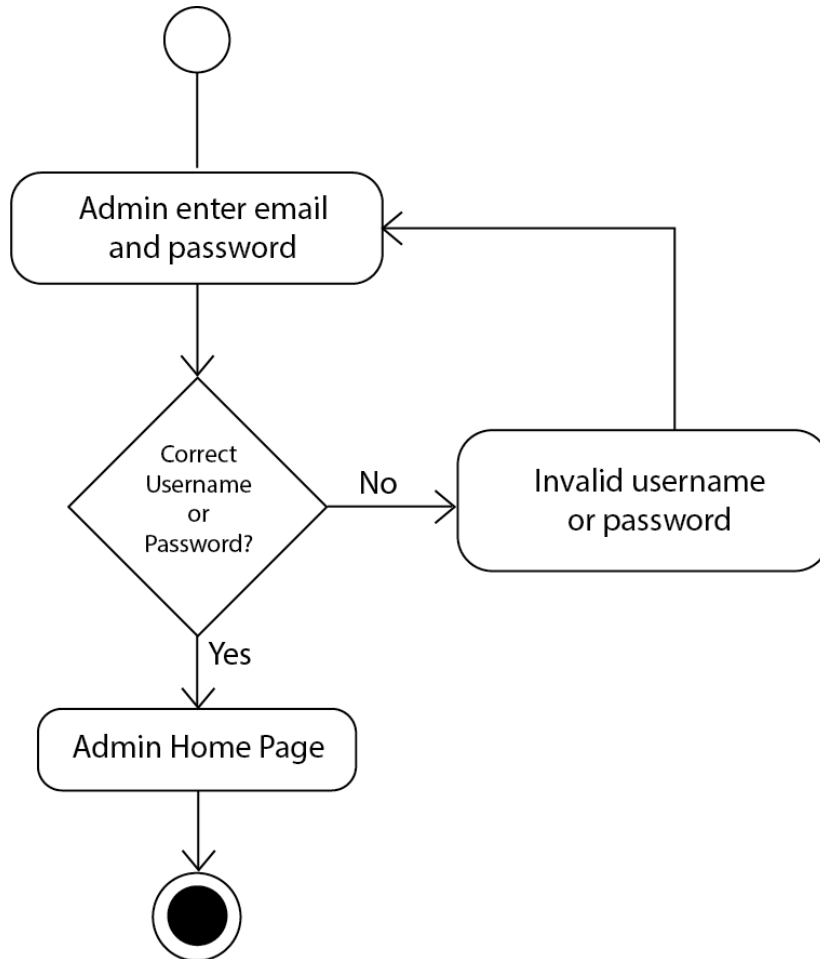 Admin enter email
and password
Correct
Username
or
Password?
No
Invalid username
or password
Yes
Admin Home Page